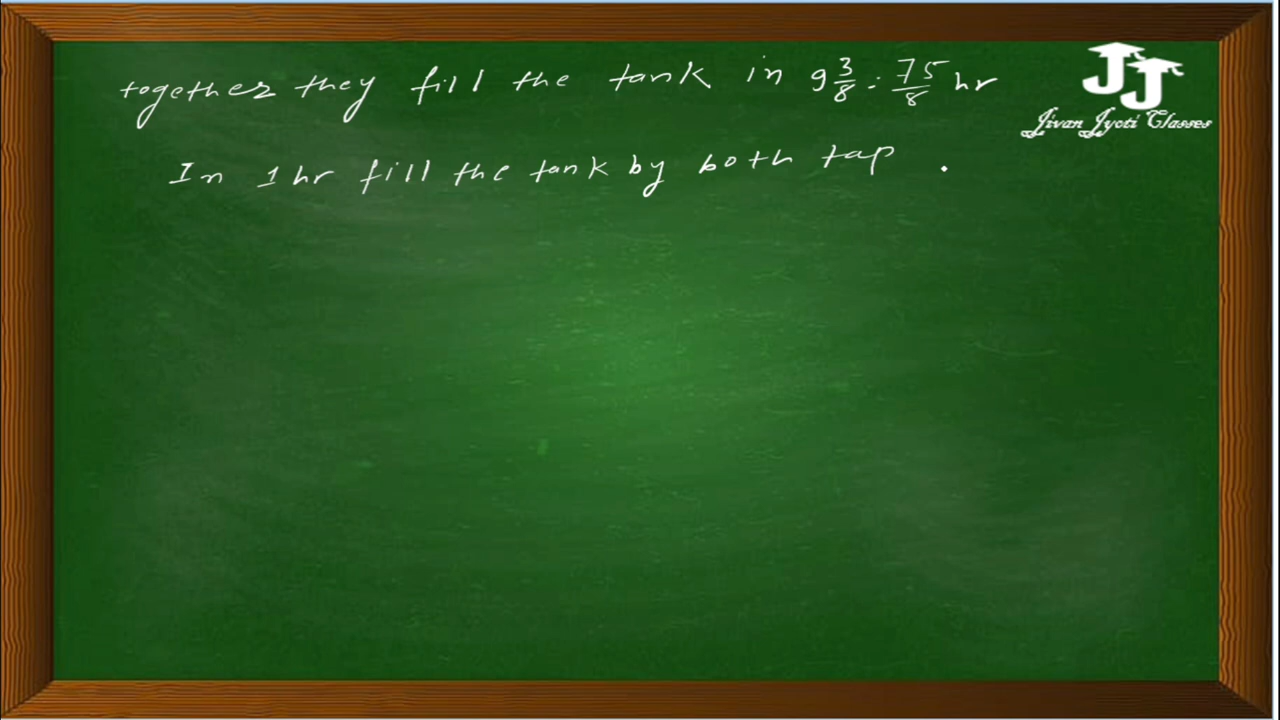 together they fill the tank in 9 3/8 = 75/8 hr
In 1 hr fill the tank by both tap
JJ
Jivan Jyoti Classes